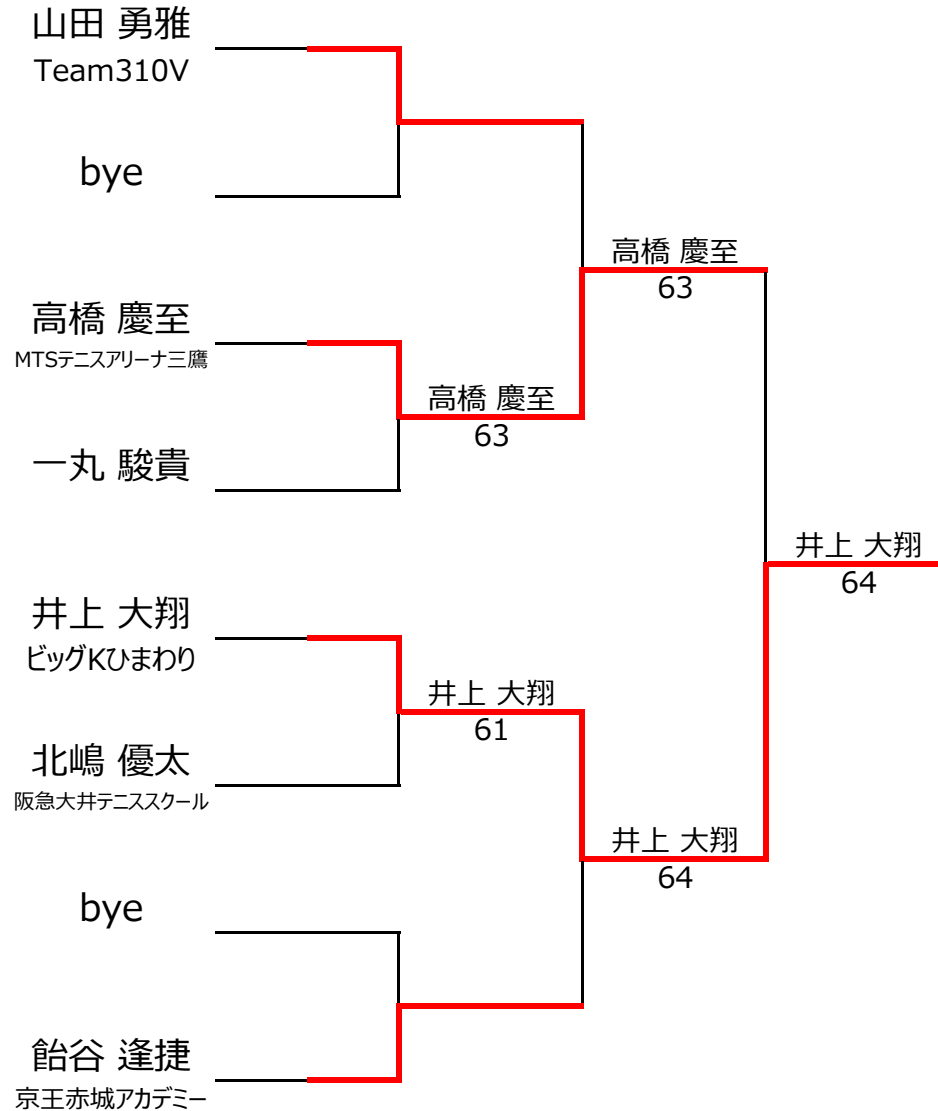 山田 勇雅
Team310V
bye
高橋 慶至
63
高橋 慶至
MTSテニスアリーナ三鷹
高橋 慶至
63
一丸 駿貴
井上 大翔
64
井上 大翔
ビッグKひまわり
井上 大翔
61
北嶋 優太
阪急大井テニススクール
井上 大翔
64
bye
飴谷 逢捷
京王赤城アカデミー